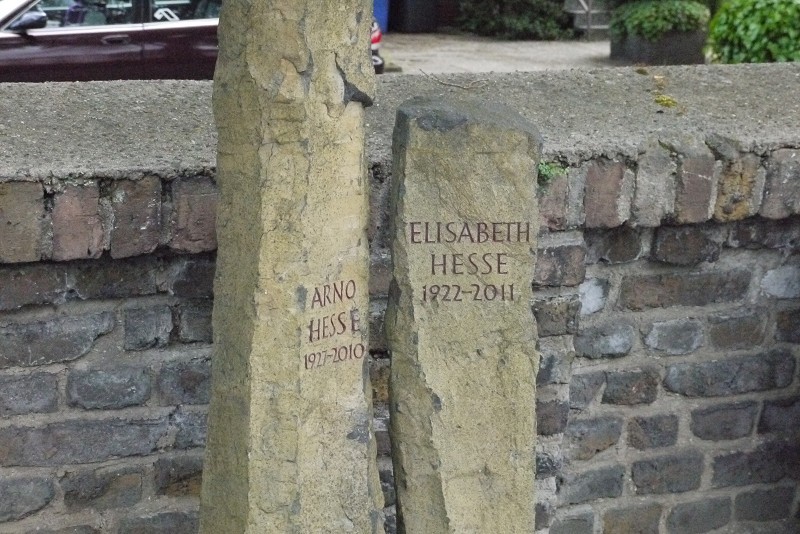 ARNO
HESSE
1927-2010
ELISABETH
HESSE
1922-2011